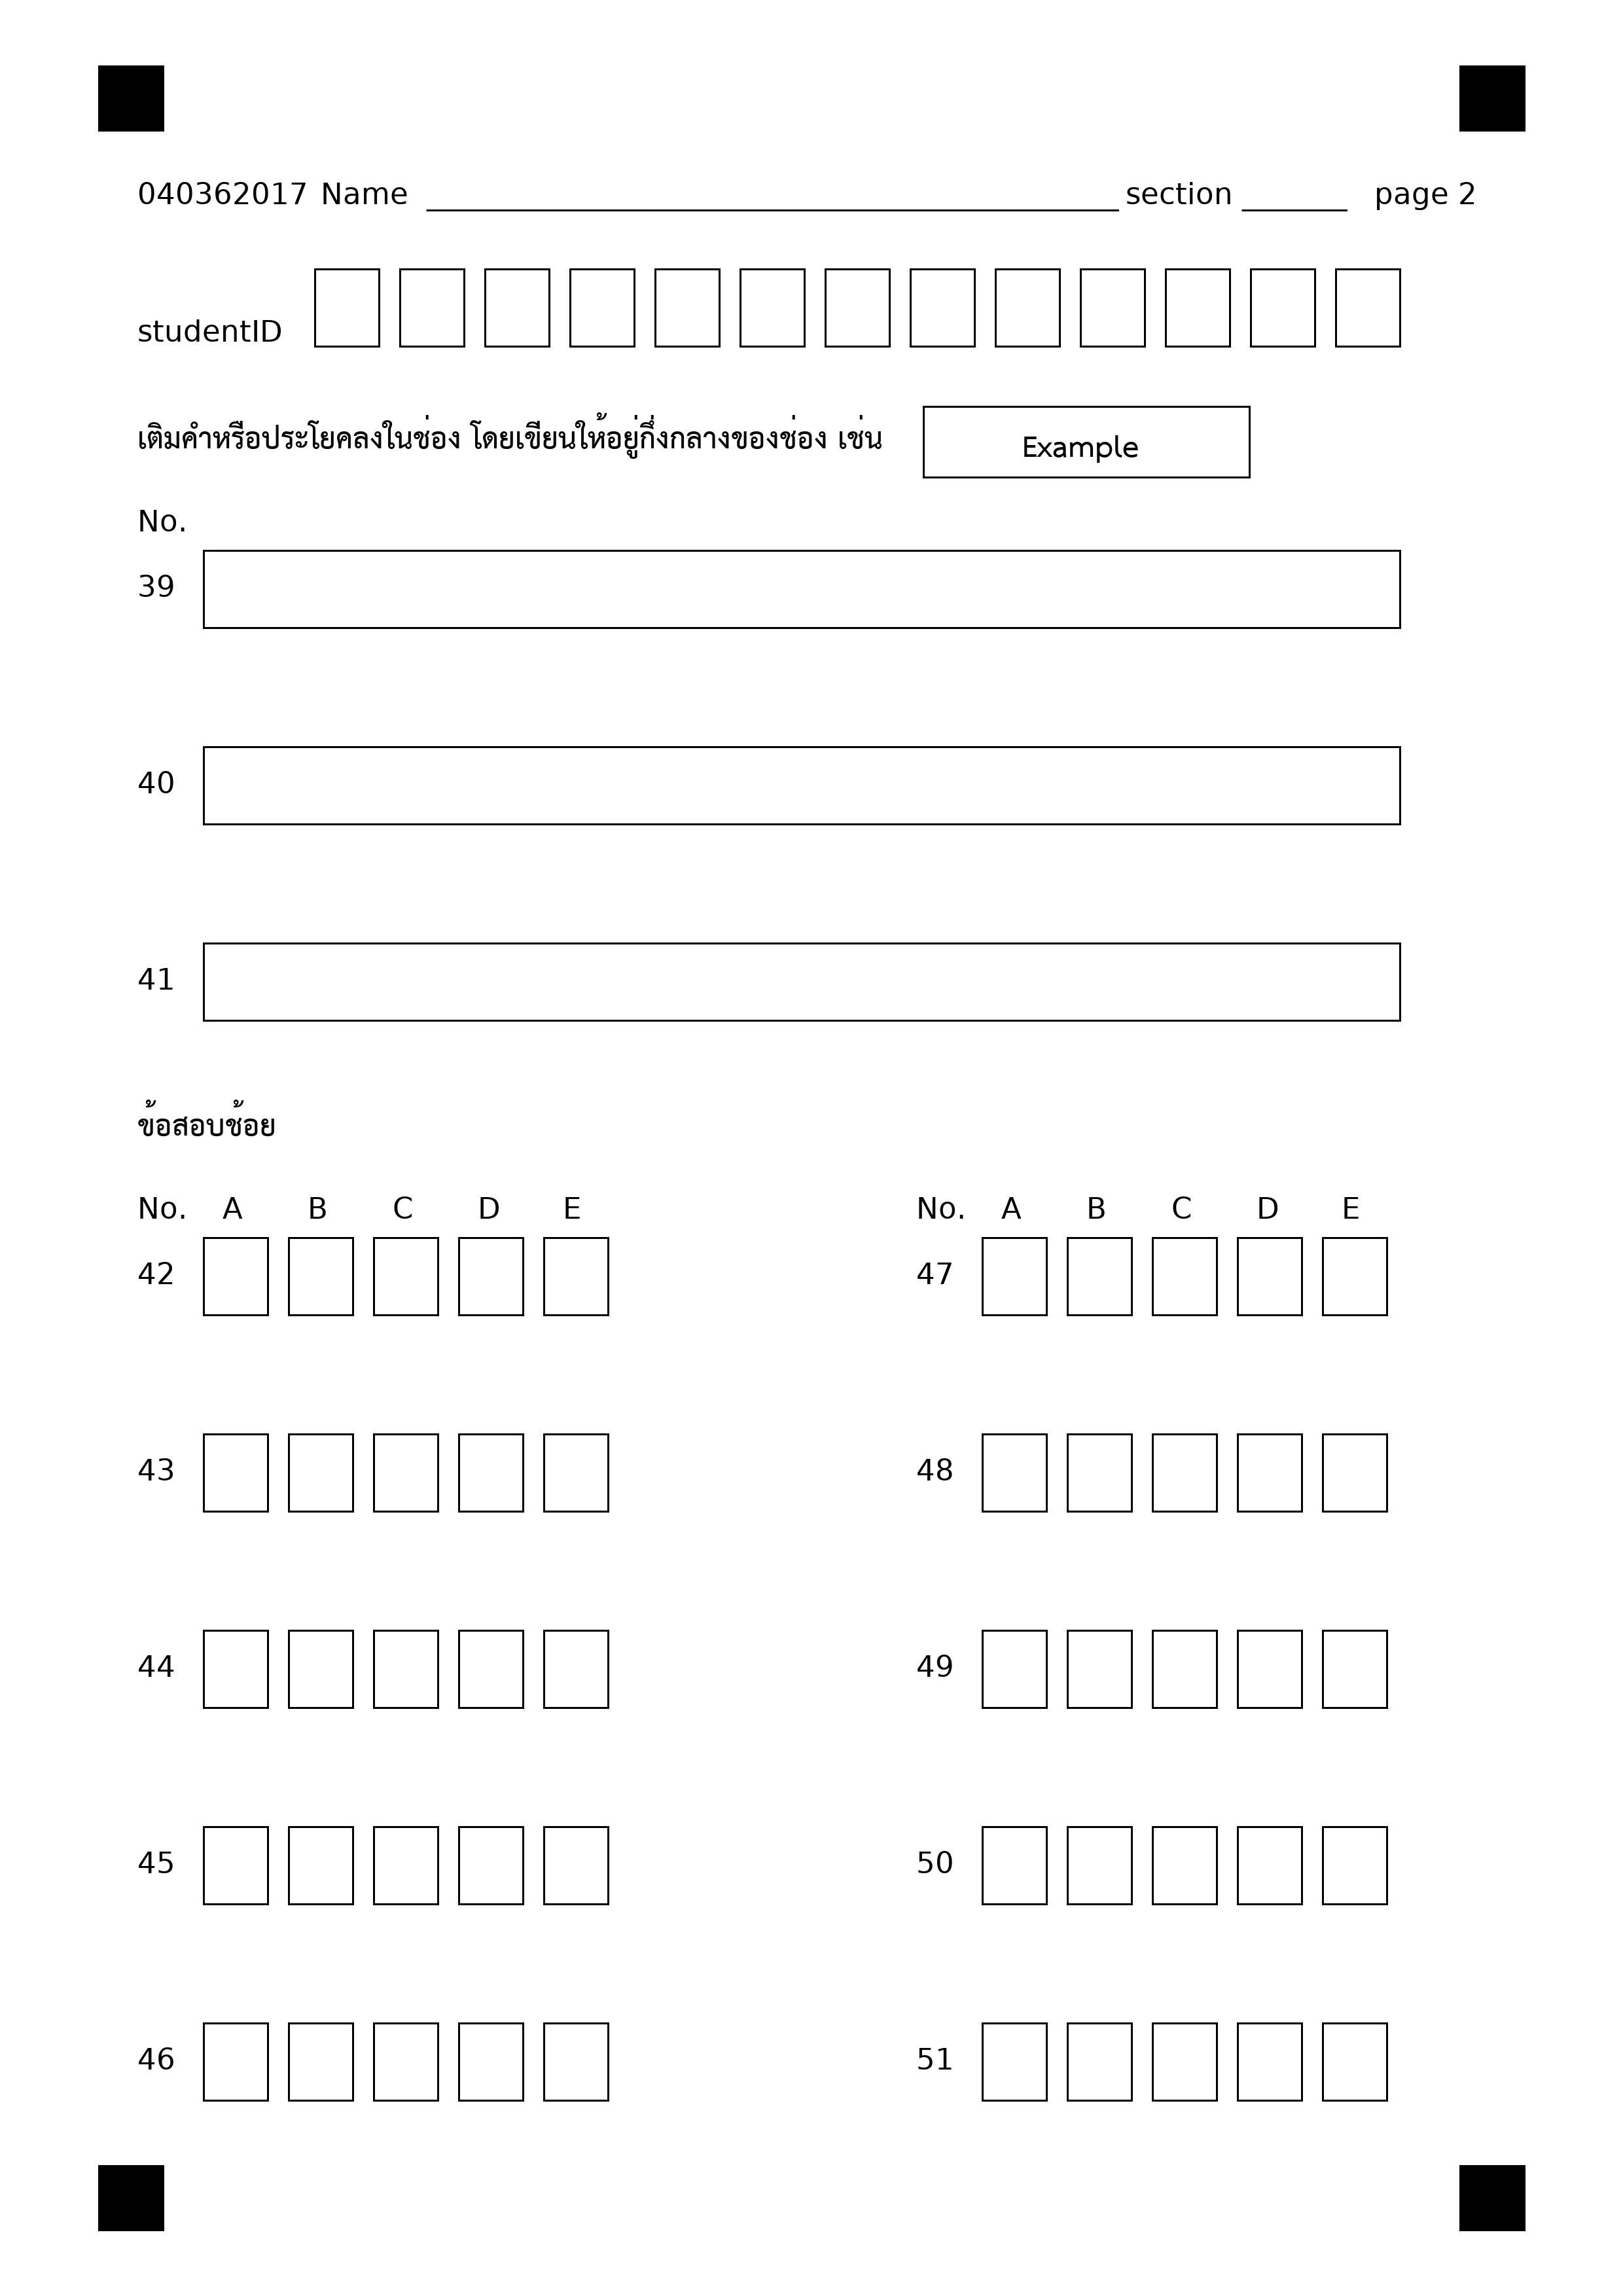 040362017 Name section page 2
studentID
เติมคำหรือประโยคลงในช่อง โดยเขียนให้อยู่กึ่งกลางของช่อง เช่น Example
No.
39
40
41
ข้อสอบช้อย
No. A B C D E No. A B C D E
42 47
43 48
44 49
45 50
46 51